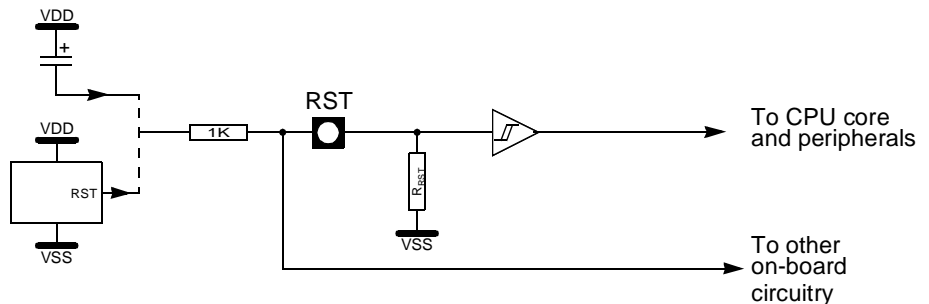 VDD
+
VDD
RST
VSS
1K
RST
RRST
VSS
To CPU core
and peripherals
To other
on-board
circuitry